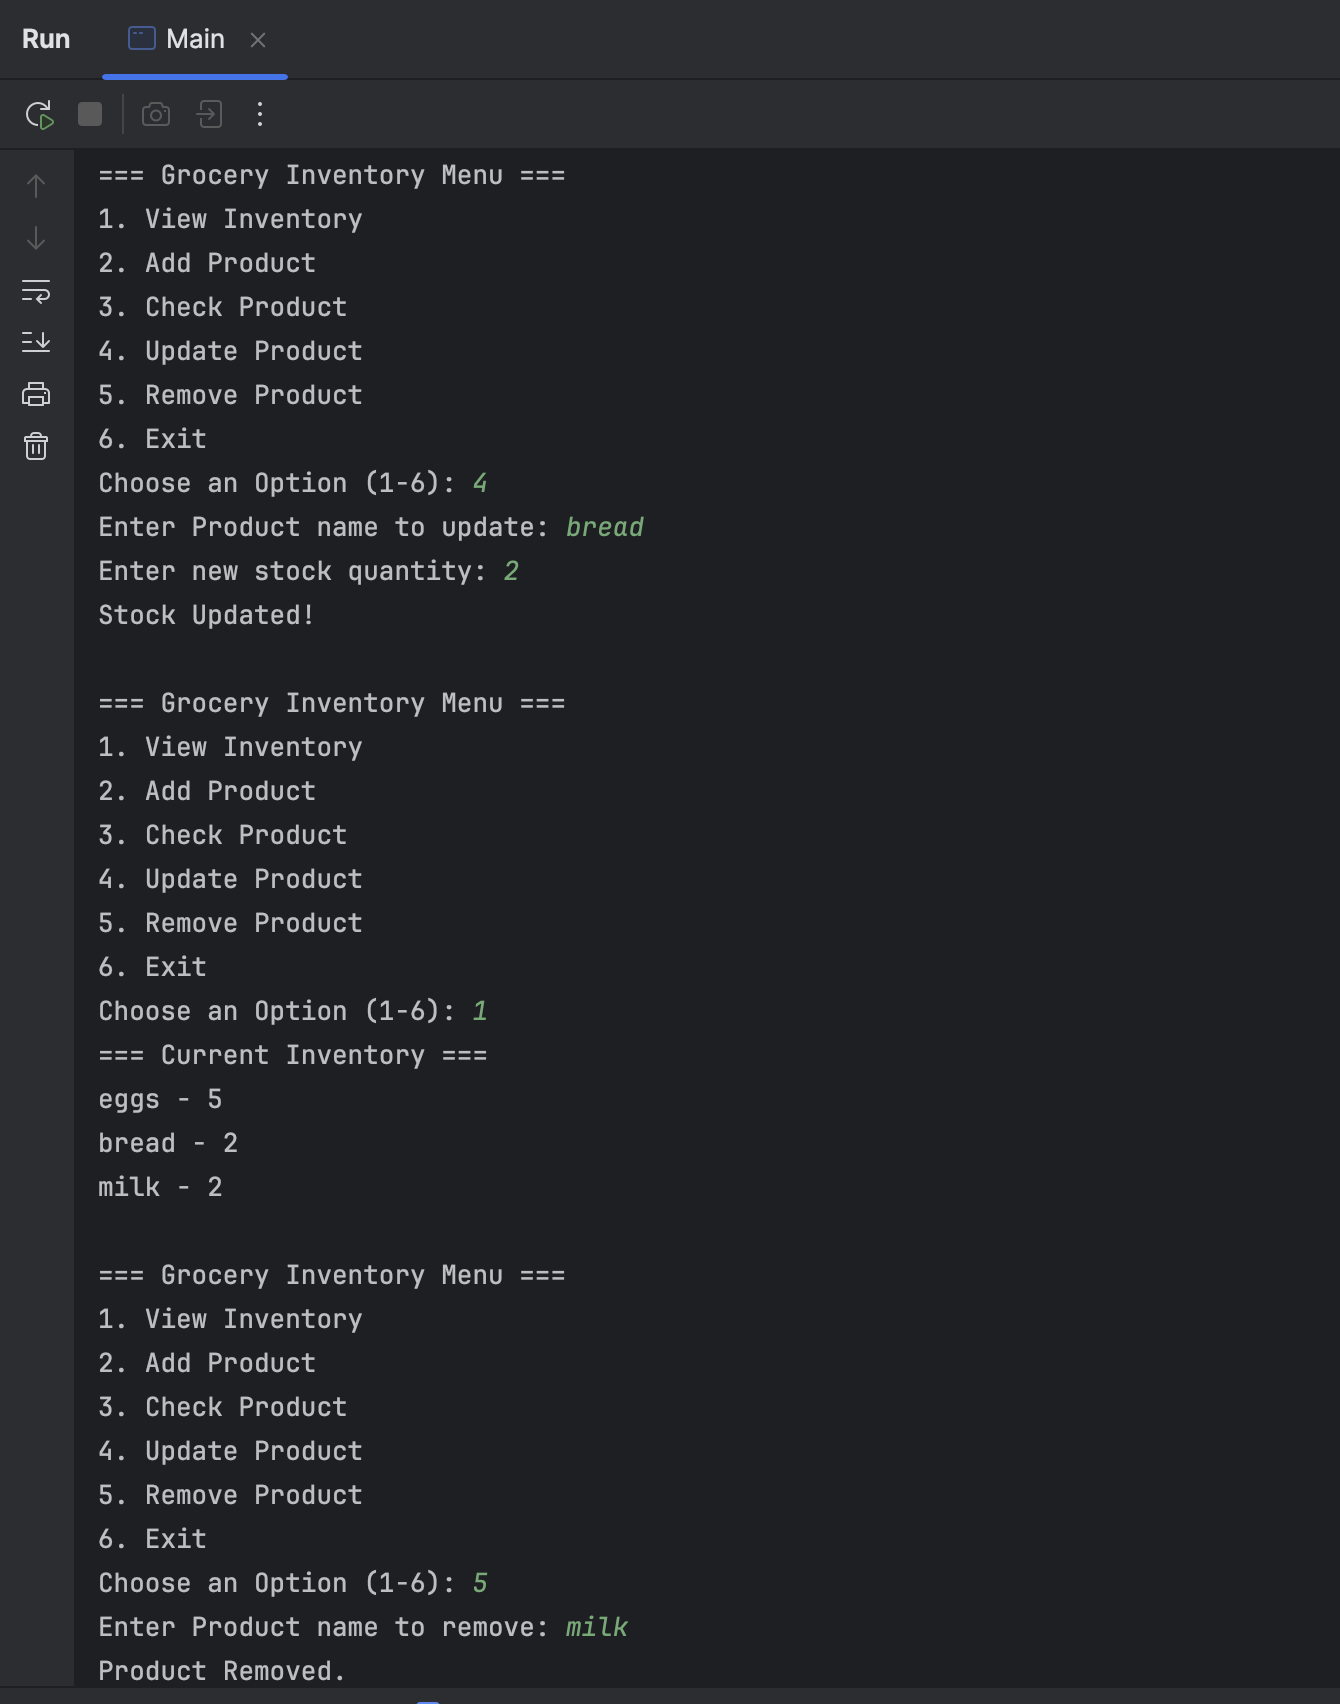 Run Main
=== Grocery Inventory Menu ===
1. View Inventory
2. Add Product
3. Check Product
4. Update Product
5. Remove Product
6. Exit
Choose an Option (1-6): 4
Enter Product name to update: bread
Enter new stock quantity: 2
Stock Updated!
=== Grocery Inventory Menu ===
1. View Inventory
2. Add Product
3. Check Product
4. Update Product
5. Remove Product
6. Exit
Choose an Option (1-6): 1
=== Current Inventory ===
eggs - 5
bread - 2
milk - 2
=== Grocery Inventory Menu ===
1. View Inventory
2. Add Product
3. Check Product
4. Update Product
5. Remove Product
6. Exit
Choose an Option (1-6): 5
Enter Product name to remove: milk
Product Removed.